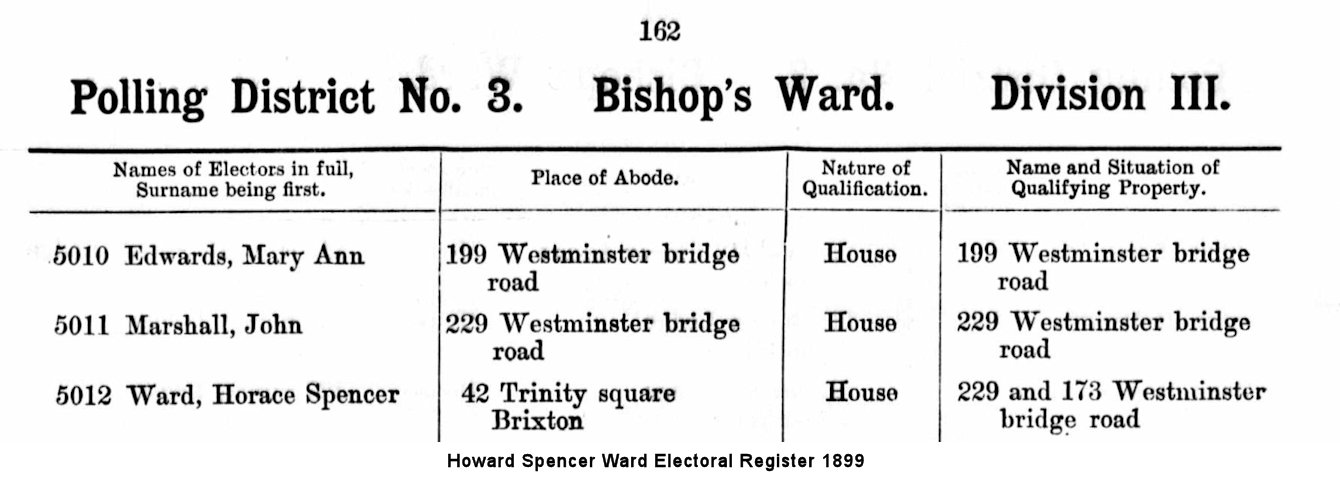 162
Polling District No. 3. Bishop's Ward. Division III.
Names of Electors in full, Surname being first. Place of Abode. Nature of Qualification. Name and Situation of Qualifying Property.
5010 Edwards, Mary Ann 199 Westminster bridge road House 199 Westminster bridge road
5011 Marshall, John 229 Westminster bridge road House 229 Westminster bridge road
5012 Ward, Horace Spencer 42 Trinity square Brixton House 229 and 173 Westminster bridge road
Howard Spencer Ward Electoral Register 1899